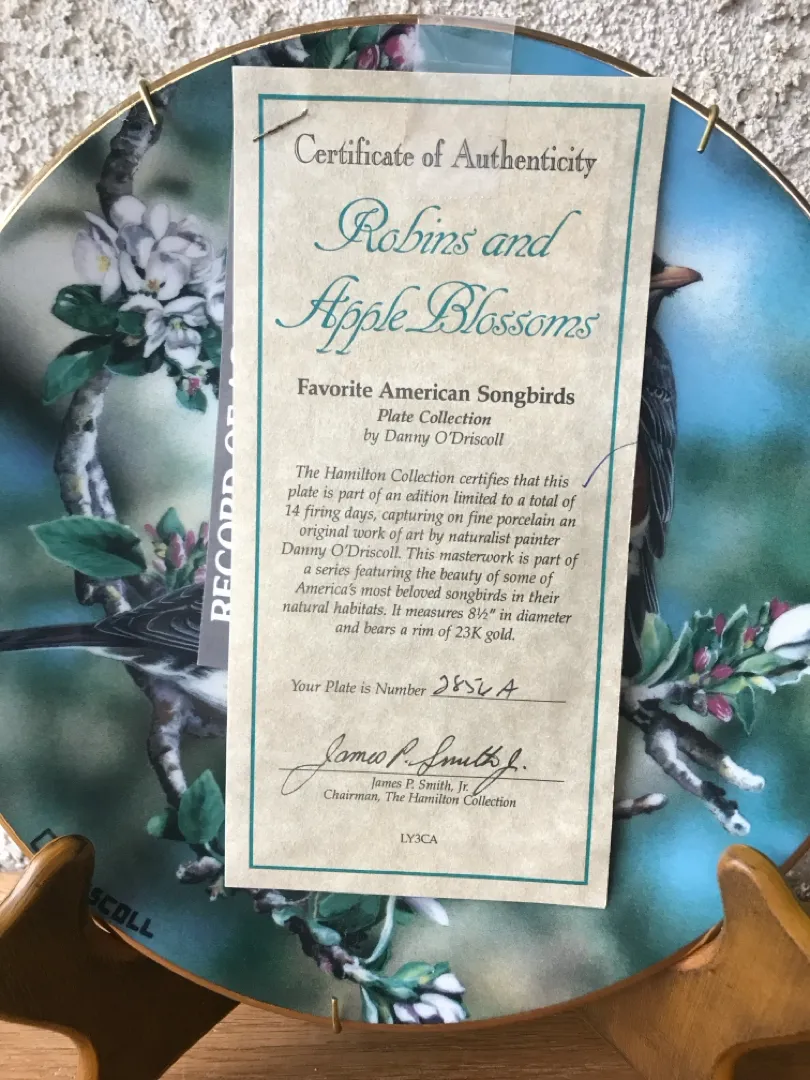 Certificate of Authenticity
Robins and
Apple Blossoms
Favorite American Songbirds
Plate Collection
by Danny O'Driscoll
The Hamilton Collection certifies that this
plate is part of an edition limited to a total of
14 firing days, capturing on fine porcelain an
original work of art by naturalist painter
Danny O'Driscoll. This masterwork is part of
a series featuring the beauty of some of
America's most beloved songbirds in their
natural habitats. It measures 8½" in diameter
and bears a rim of 23K gold.
Your Plate is Number
James P. Smith, Jr.
James P. Smith, Jr.
Chairman, The Hamilton Collection
LY3CA
RECORD OF
SCOLL